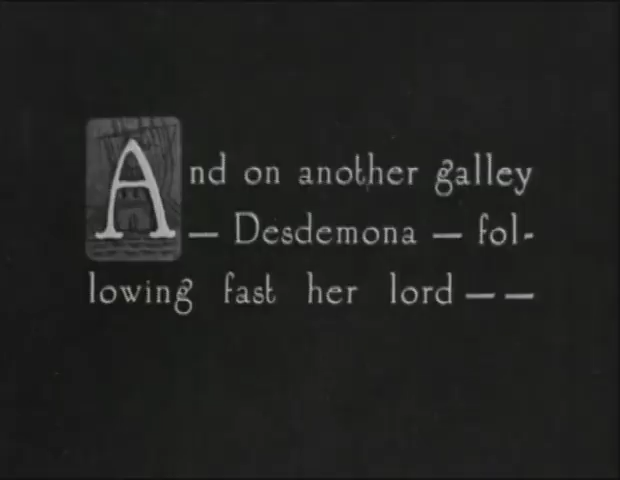 And on another galley
— Desdemona — fol-
lowing fast her lord — —